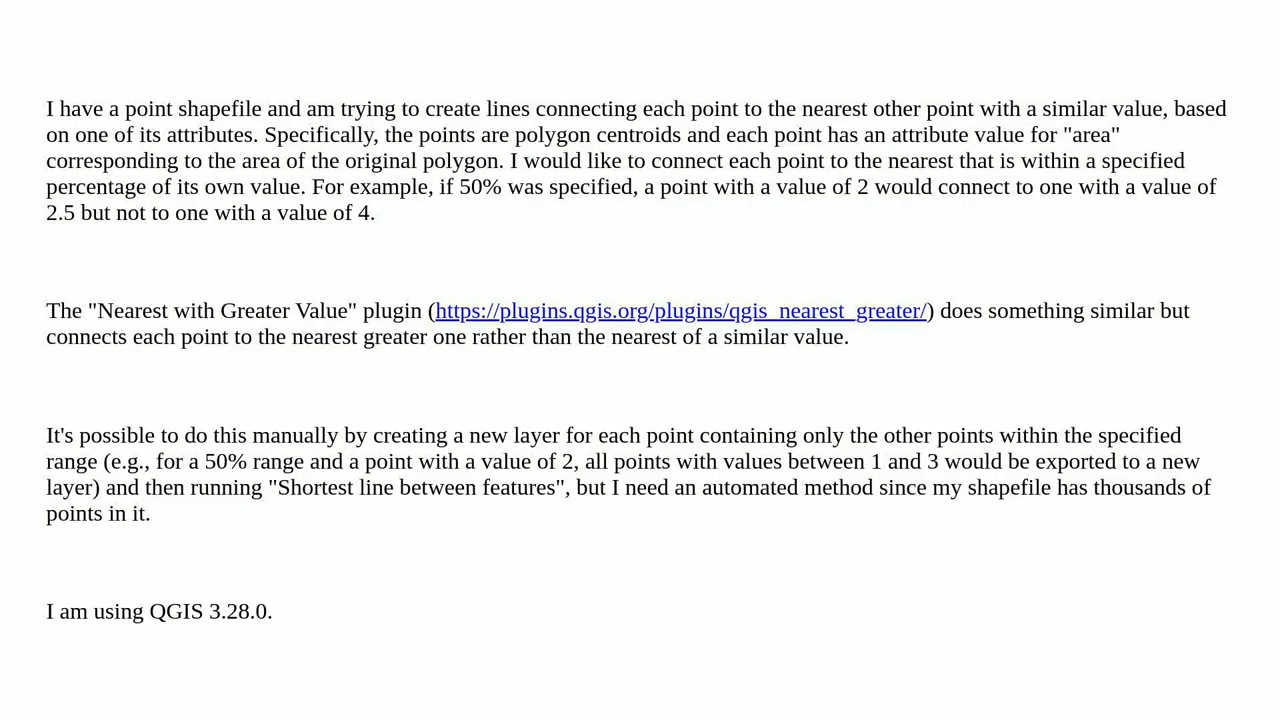 I have a point shapefile and am trying to create lines connecting each point to the nearest other point with a similar value, based
on one of its attributes. Specifically, the points are polygon centroids and each point has an attribute value for "area"
corresponding to the area of the original polygon. I would like to connect each point to the nearest that is within a specified
percentage of its own value. For example, if 50% was specified, a point with a value of 2 would connect to one with a value of
2.5 but not to one with a value of 4.
The "Nearest with Greater Value" plugin (https://plugins.qgis.org/plugins/qgis_nearest_greater/) does something similar but
connects each point to the nearest greater one rather than the nearest of a similar value.
It's possible to do this manually by creating a new layer for each point containing only the other points within the specified
range (e.g., for a 50% range and a point with a value of 2, all points with values between 1 and 3 would be exported to a new
layer) and then running "Shortest line between features", but I need an automated method since my shapefile has thousands of
points in it.
I am using QGIS 3.28.0.